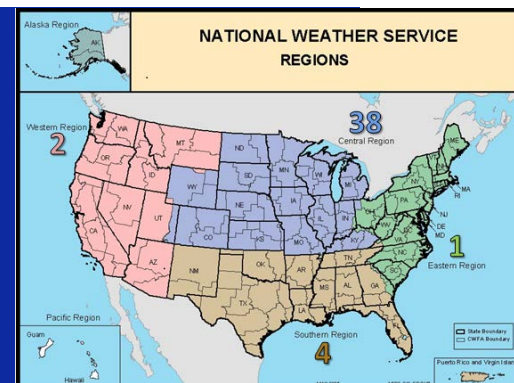 Alaska Region
AK
NATIONAL WEATHER SERVICE
REGIONS
Western Region
2
38
Central Region
WA
MT
ND
MN
ME
OR
ID
SD
WI
MI
NY
WY
IA
PA
MA
RI
NV
NE
IL
IN
OH
NJ
UT
CO
WV
DE
MD
CA
KS
MO
KY
VA
1
Eastern Region
AZ
NM
OK
AR
TN
NC
SC
MS
AL
GA
TX
LA
FL
Pacific Region
Southern Region
4
State Boundary
CWFA Boundary
Guam
Hawaii
Puerto Rico and Virgin Islan